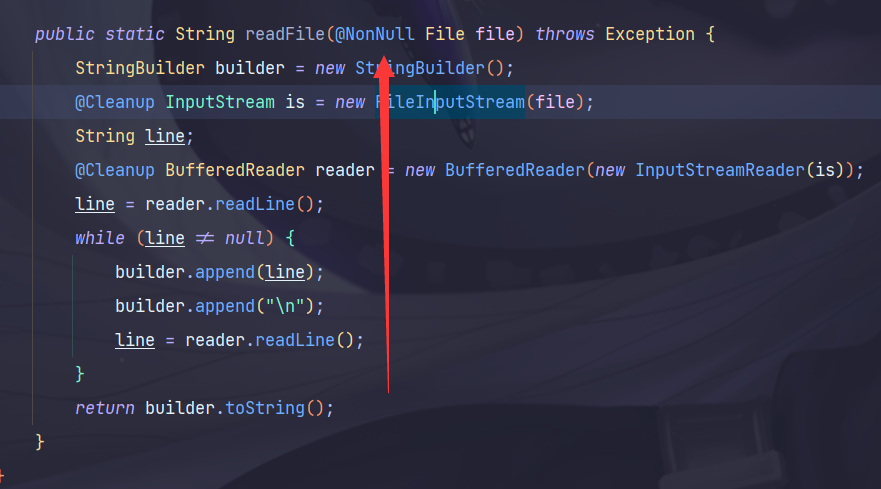 public static String readFile(@NonNull File file) throws Exception {
StringBuilder builder = new StringBuilder();
@Cleanup InputStream is = new FileInputStream(file);
String line;
@Cleanup BufferedReader reader = new BufferedReader(new InputStreamReader(is));
line = reader.readLine();
while (line ≠ null) {
builder.append(line);
builder.append("\n");
line = reader.readLine();
}
return builder.toString();
}
}